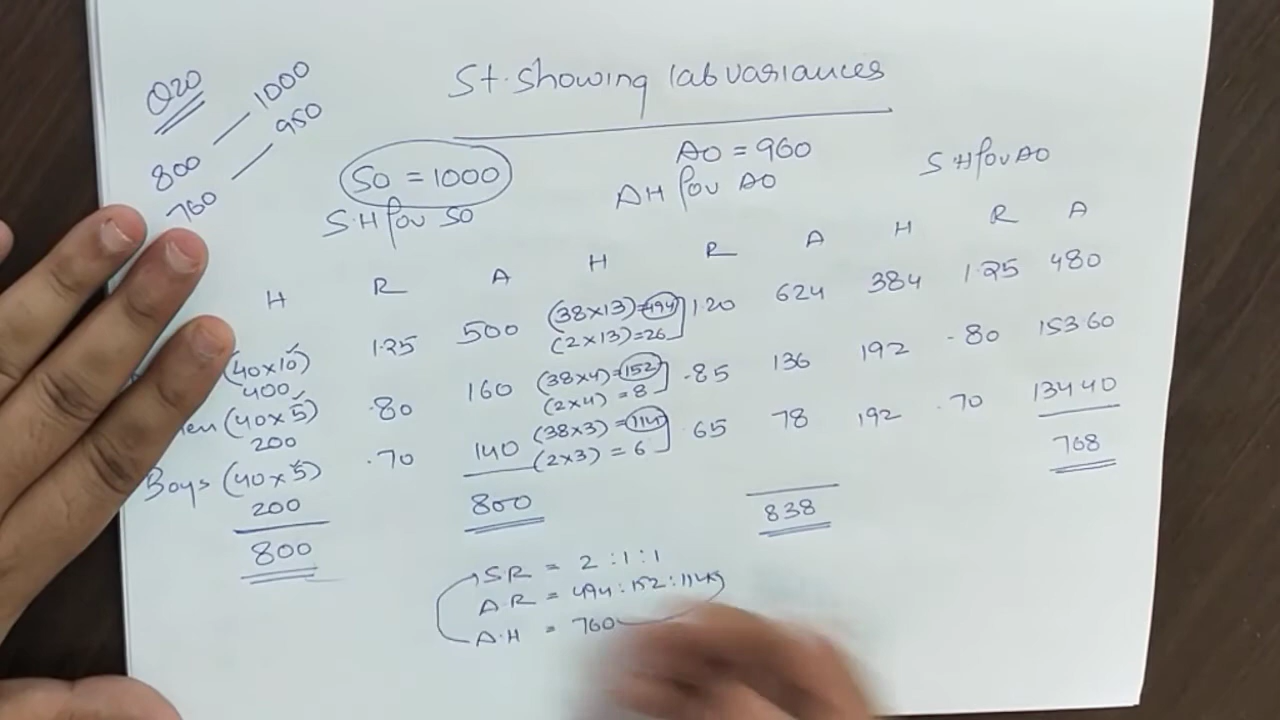 Q20
St. Showing lab variances
800 — 1000
760 — 950
SO = 1000
AO = 960
S.H for SO
AH for AO
S H for AO
H R A H R A H R A
(40x10) 400 1.25 500 (38x13) = 494 (2x13) = 26 1.20 624 384 1.25 480
(40x5) 200 .80 160 (38x4) = 152 (2x4) = 8 .85 136 192 .80 153.60
Boys (40x5) 200 .70 140 (38x3) = 114 (2x3) = 6 65 78 192 .70 134.40
800 800 838 768
SR = 2 : 1 : 1
A R = 494 : 152 : 114
A.H = 760